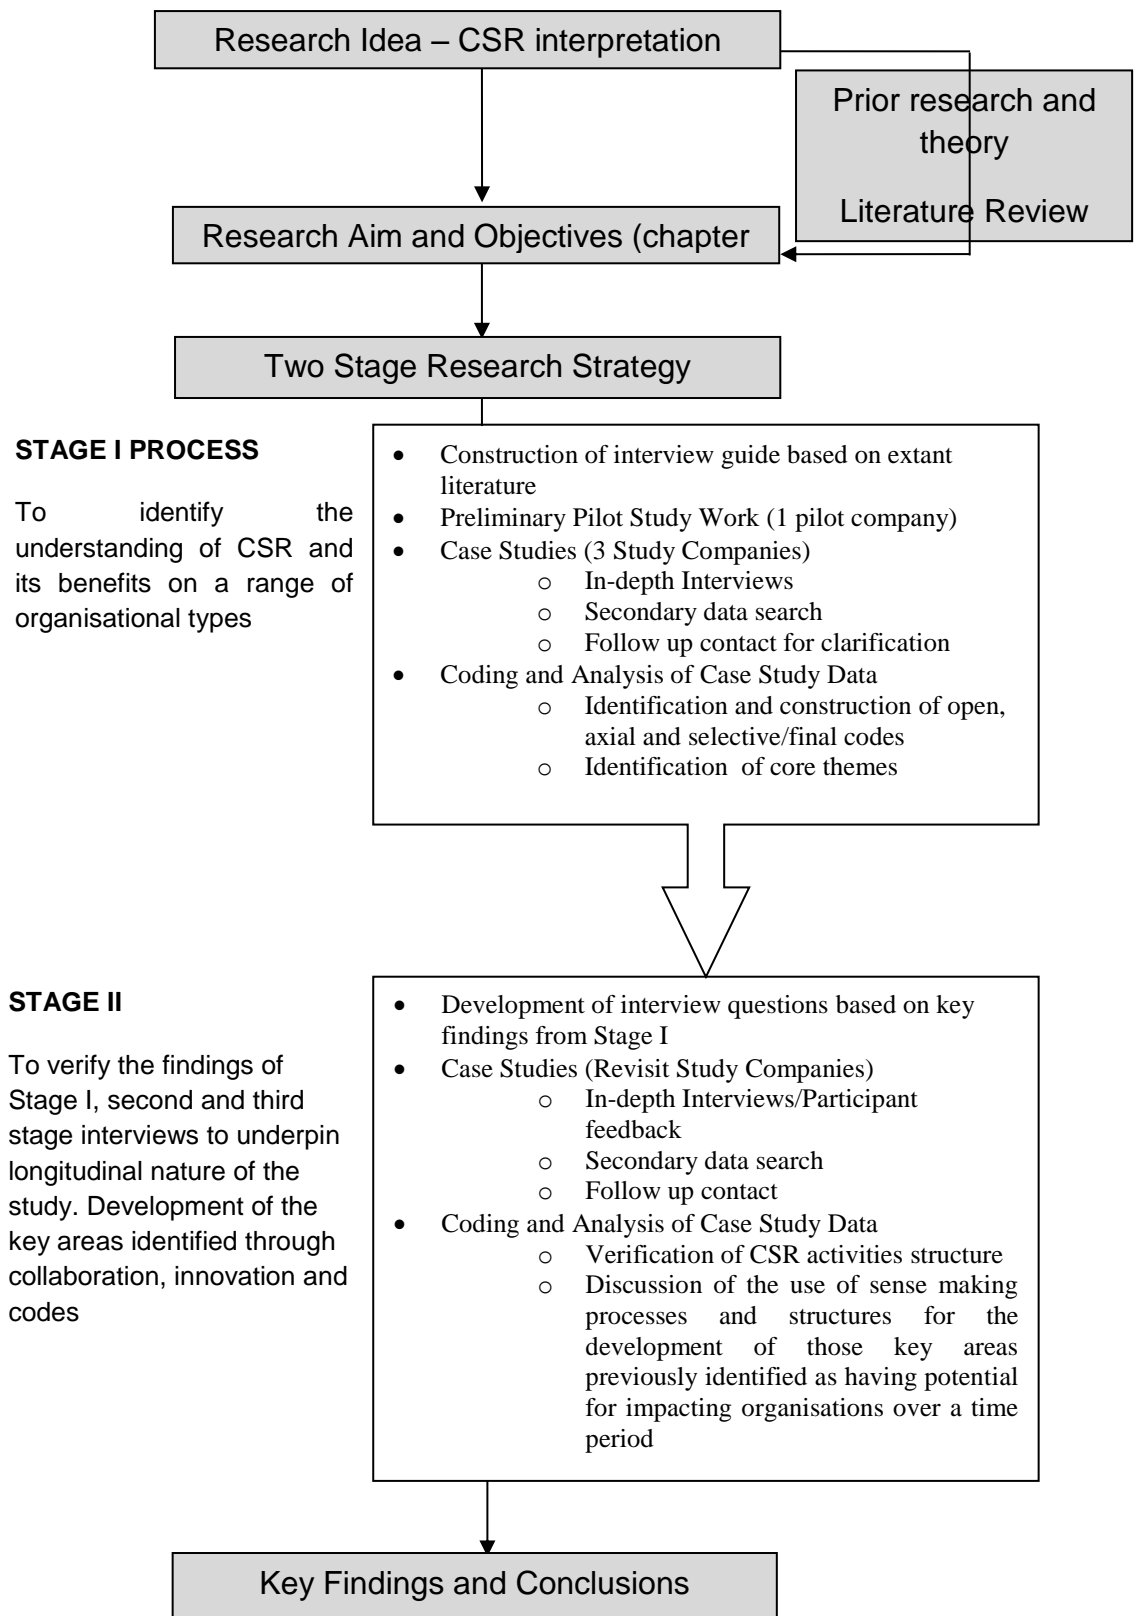 Research Idea – CSR interpretation
Prior research and
theory
Literature Review
Research Aim and Objectives (chapter
Two Stage Research Strategy
STAGE I PROCESS
To identify the
understanding of CSR and
its benefits on a range of
organisational types
• Construction of interview guide based on extant
literature
• Preliminary Pilot Study Work (1 pilot company)
• Case Studies (3 Study Companies)
o In-depth Interviews
o Secondary data search
o Follow up contact for clarification
• Coding and Analysis of Case Study Data
o Identification and construction of open,
axial and selective/final codes
o Identification of core themes
STAGE II
To verify the findings of
Stage I, second and third
stage interviews to underpin
longitudinal nature of the
study. Development of the
key areas identified through
collaboration, innovation and
codes
• Development of interview questions based on key
findings from Stage I
• Case Studies (Revisit Study Companies)
o In-depth Interviews/Participant
feedback
o Secondary data search
o Follow up contact
• Coding and Analysis of Case Study Data
o Verification of CSR activities structure
o Discussion of the use of sense making
processes and structures for the
development of those key areas
previously identified as having potential
for impacting organisations over a time
period
Key Findings and Conclusions